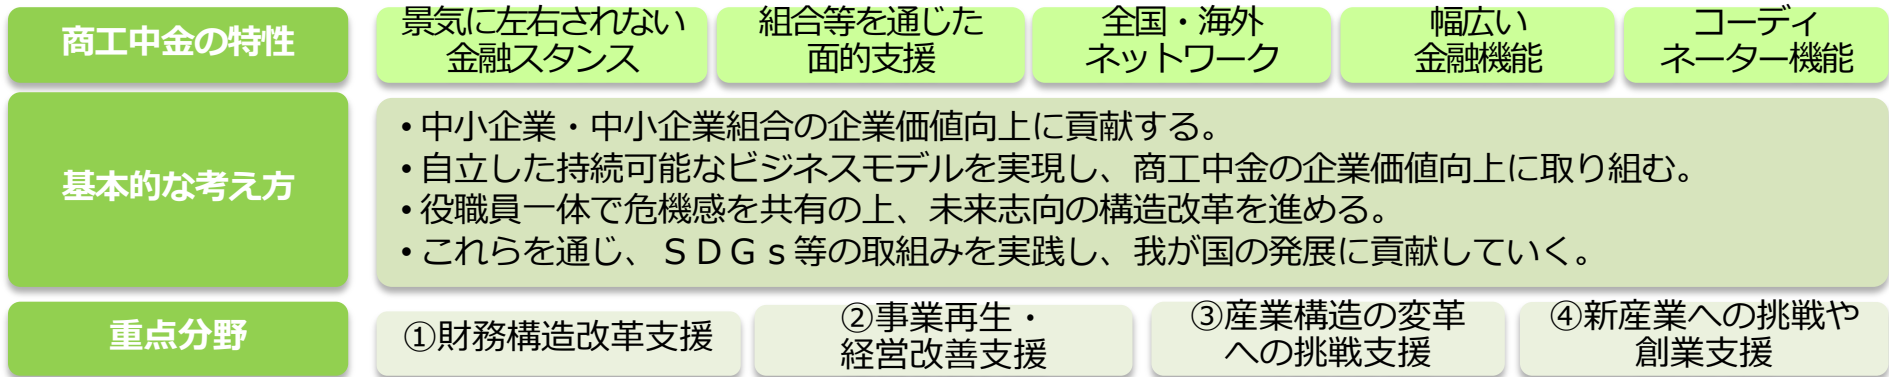 商工中金の特性
景気に左右されない
金融スタンス
組合等を通じた
面的支援
全国・海外
ネットワーク
幅広い
金融機能
コーディ
ネーター機能
基本的な考え方
・中小企業・中小企業組合の企業価値向上に貢献する。
・自立した持続可能なビジネスモデルを実現し、商工中金の企業価値向上に取り組む。
・役職員一体で危機感を共有の上、未来志向の構造改革を進める。
・これらを通じ、ＳＤＧｓ等の取組みを実践し、我が国の発展に貢献していく。
重点分野
①財務構造改革支援
②事業再生・
経営改善支援
③産業構造の変革
への挑戦支援
④新産業への挑戦や
創業支援